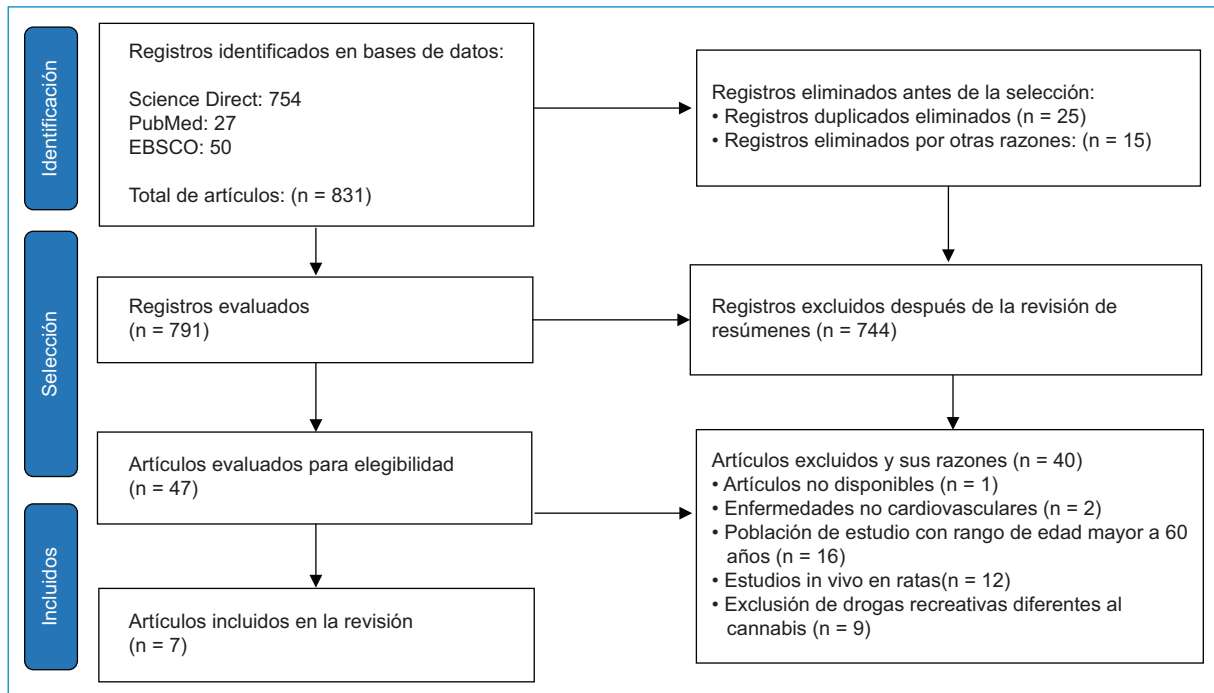 Identificación
Registros identificados en bases de datos:
Science Direct: 754
PubMed: 27
EBSCO: 50
Total de artículos: (n = 831)
Registros eliminados antes de la selección:
• Registros duplicados eliminados (n = 25)
• Registros eliminados por otras razones: (n = 15)
Selección
Registros evaluados
(n = 791)
Registros excluidos después de la revisión de
resúmenes (n = 744)
Artículos evaluados para elegibilidad
(n = 47)
Artículos excluidos y sus razones (n = 40)
• Artículos no disponibles (n = 1)
• Enfermedades no cardiovasculares (n = 2)
• Población de estudio con rango de edad mayor a 60
años (n = 16)
• Estudios in vivo en ratas(n = 12)
• Exclusión de drogas recreativas diferentes al
cannabis (n = 9)
Incluidos
Artículos incluidos en la revisión
(n = 7)